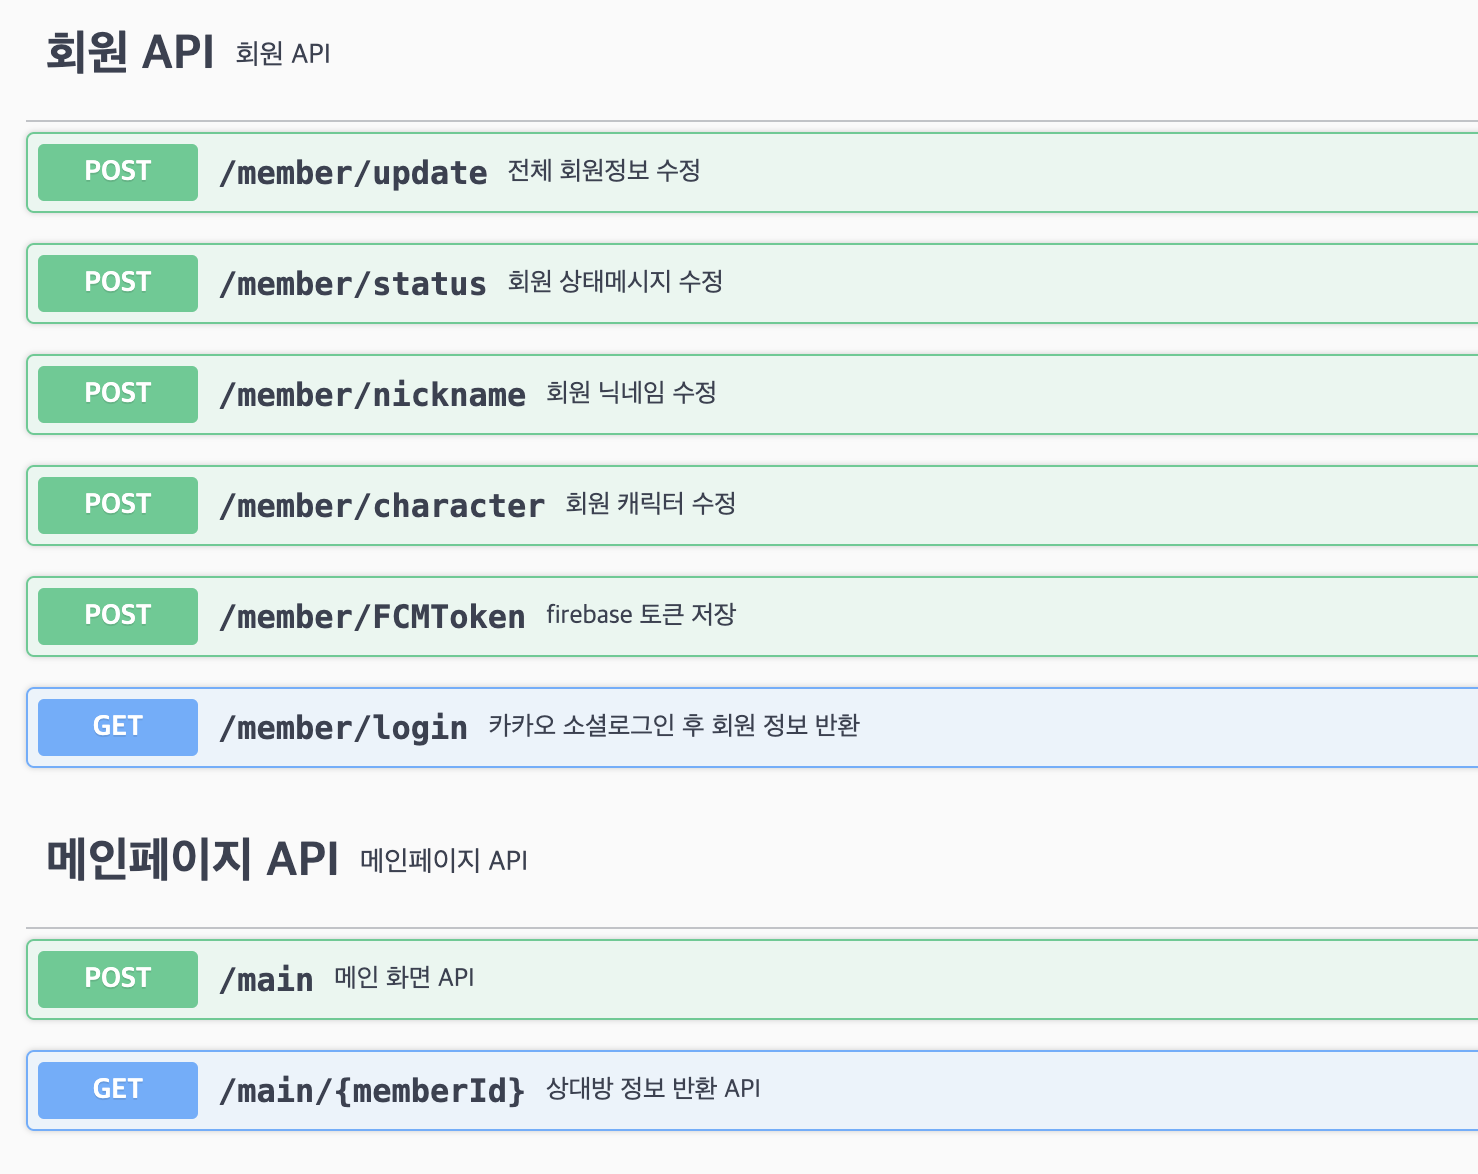 회원 API 회원 API
POST /member/update 전체 회원정보 수정
POST /member/status 회원 상태메시지 수정
POST /member/nickname 회원 닉네임 수정
POST /member/character 회원 캐릭터 수정
POST /member/FCMToken firebase 토큰 저장
GET /member/login 카카오 소셜로그인 후 회원 정보 반환
메인페이지 API 메인페이지 API
POST /main 메인 화면 API
GET /main/{memberId} 상대방 정보 반환 API